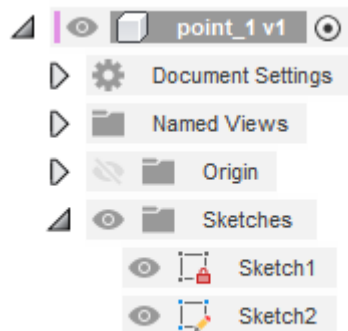 point_1 v1
Document Settings
Named Views
Origin
Sketches
Sketch1
Sketch2